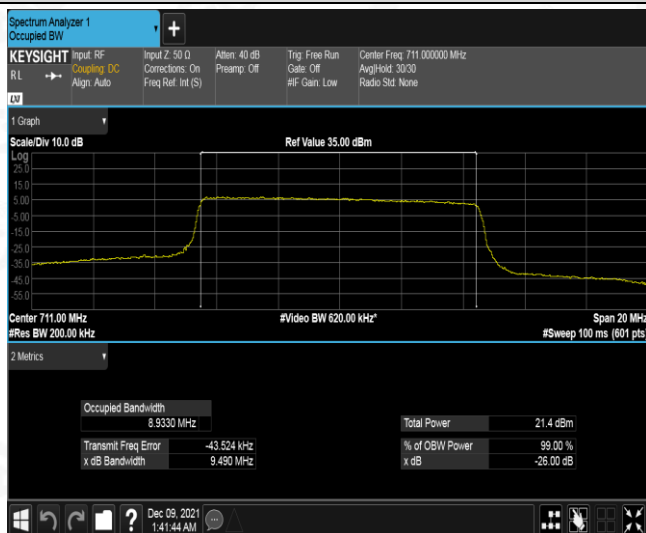 Spectrum Analyzer 1
Occupied BW
KEYSIGHT
Input: RF
Coupling: DC
Align: Auto
RL
LXI
Input Z: 50 Ω
Corrections: On
Freq Ref: Int (S)
Atten: 40 dB
Preamp: Off
Trig: Free Run
Gate: Off
#IF Gain: Low
Center Freq: 711.000000 MHz
Avg|Hold: 30/30
Radio Std: None
1 Graph
Scale/Div 10.0 dB
Ref Value 35.00 dBm
Log
25.0
15.0
5.00
-5.00
-15.0
-25.0
-35.0
-45.0
-55.0
Center 711.00 MHz
#Video BW 620.00 kHz*
Span 20 MHz
#Res BW 200.00 kHz
#Sweep 100 ms (601 pts)
2 Metrics
Occupied Bandwidth
8.9330 MHz
Total Power 21.4 dBm
Transmit Freq Error -43.524 kHz
% of OBW Power 99.00 %
x dB Bandwidth 9.490 MHz
x dB -26.00 dB
?
Dec 09, 2021
1:41:44 AM